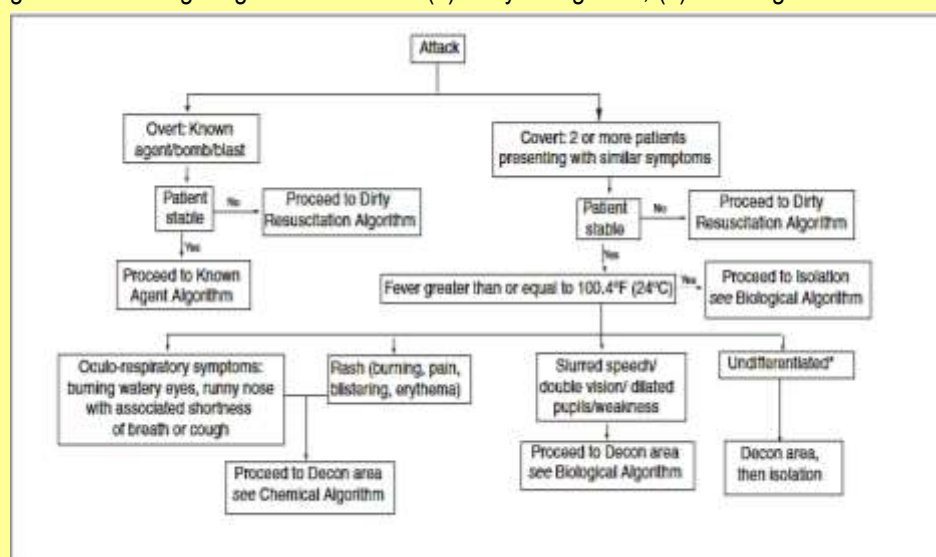 Attack
Overt: Known
agent/bomb/blast
Covert: 2 or more patients
presenting with similar symptoms
Patient
stable
No
Proceed to Dirty
Resuscitation Algorithm
Yes
Proceed to Known
Agent Algorithm
Patient
stable
No
Proceed to Dirty
Resuscitation Algorithm
Yes
Fever greater than or equal to 100.4°F (24°C)
Yes
Proceed to Isolation
see Biological Algorithm
Oculo-respiratory symptoms:
burning watery eyes, runny nose
with associated shortness
of breath or cough
Rash (burning, pain,
blistering, erythema)
Proceed to Decon area
see Chemical Algorithm
Slurred speech/
double vision/ dilated
pupils/weakness
Proceed to Decon area
see Biological Algorithm
Undifferentiated*
Decon area,
then isolation